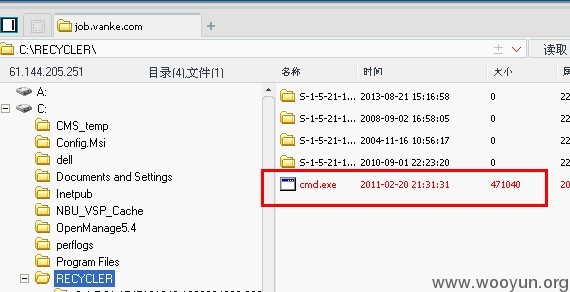 job.vanke.com
C:\RECYCLER\ 读取
61.144.205.251 目录(4),文件(1) 名称 时间 大小
A:
C:
CMS_temp
Config.Msi
dell
Documents and Settings
Inetpub
NBU_VSP_Cache
OpenManage5.4
perflogs
Program Files
RECYCLER
S-1-5-21-1... 2013-08-21 15:16:58 0 22
S-1-5-21-1... 2008-09-02 16:58:05 0 22
S-1-5-21-1... 2004-11-16 10:56:17 0 22
S-1-5-21-1... 2010-09-01 22:23:20 0 22
cmd.exe 2011-02-20 21:31:31 471040 20
www.wooyun.org